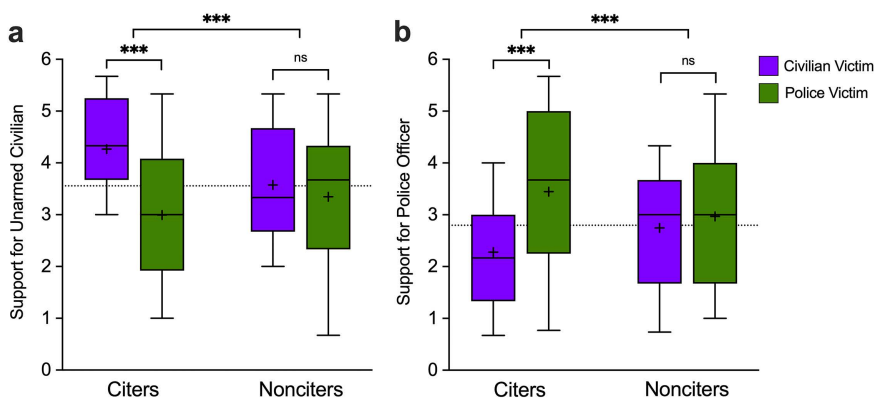 a
***
***
ns
Support for Unarmed Civilian
6
5
4
3
2
1
0
Citers Nonciters
b
***
***
ns
Support for Police Officer
6
5
4
3
2
1
0
Citers Nonciters
Civilian Victim
Police Victim